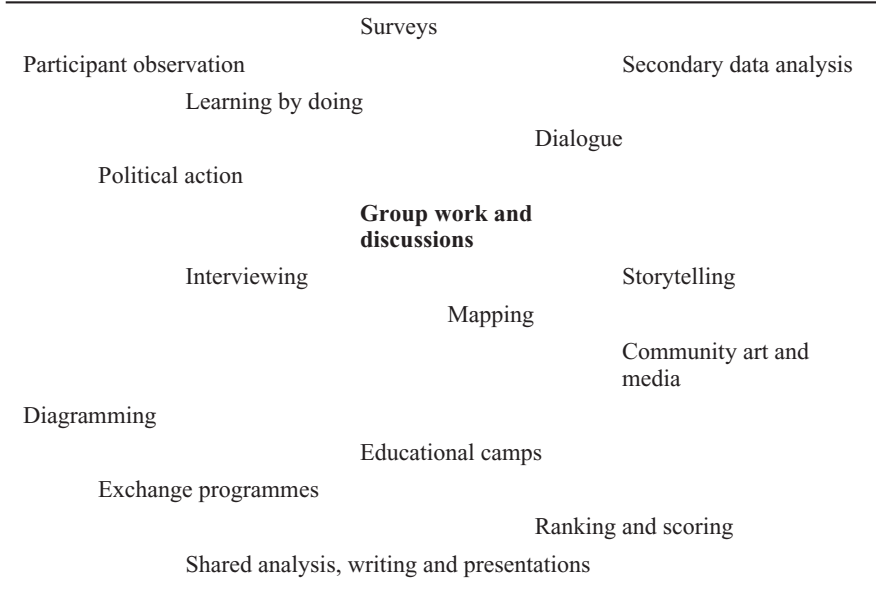 Surveys
Participant observation
Secondary data analysis
Learning by doing
Dialogue
Political action
Group work and
discussions
Interviewing
Storytelling
Mapping
Community art and
media
Diagramming
Educational camps
Exchange programmes
Ranking and scoring
Shared analysis, writing and presentations